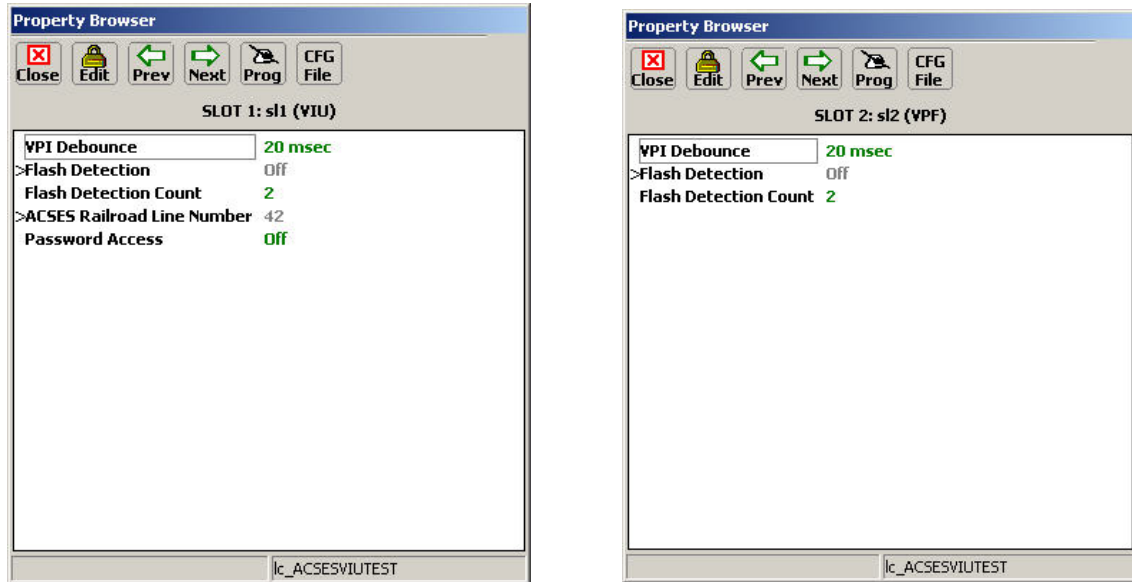 Property Browser
Close Edit Prev Next Prog CFG File
SLOT 1: sl1 (VIU)
VPI Debounce 20 msec
>Flash Detection Off
Flash Detection Count 2
>ACSES Railroad Line Number 42
Password Access Off
lc_ACSESVIUTEST
Property Browser
Close Edit Prev Next Prog CFG File
SLOT 2: sl2 (VPF)
VPI Debounce 20 msec
>Flash Detection Off
Flash Detection Count 2
lc_ACSESVIUTEST